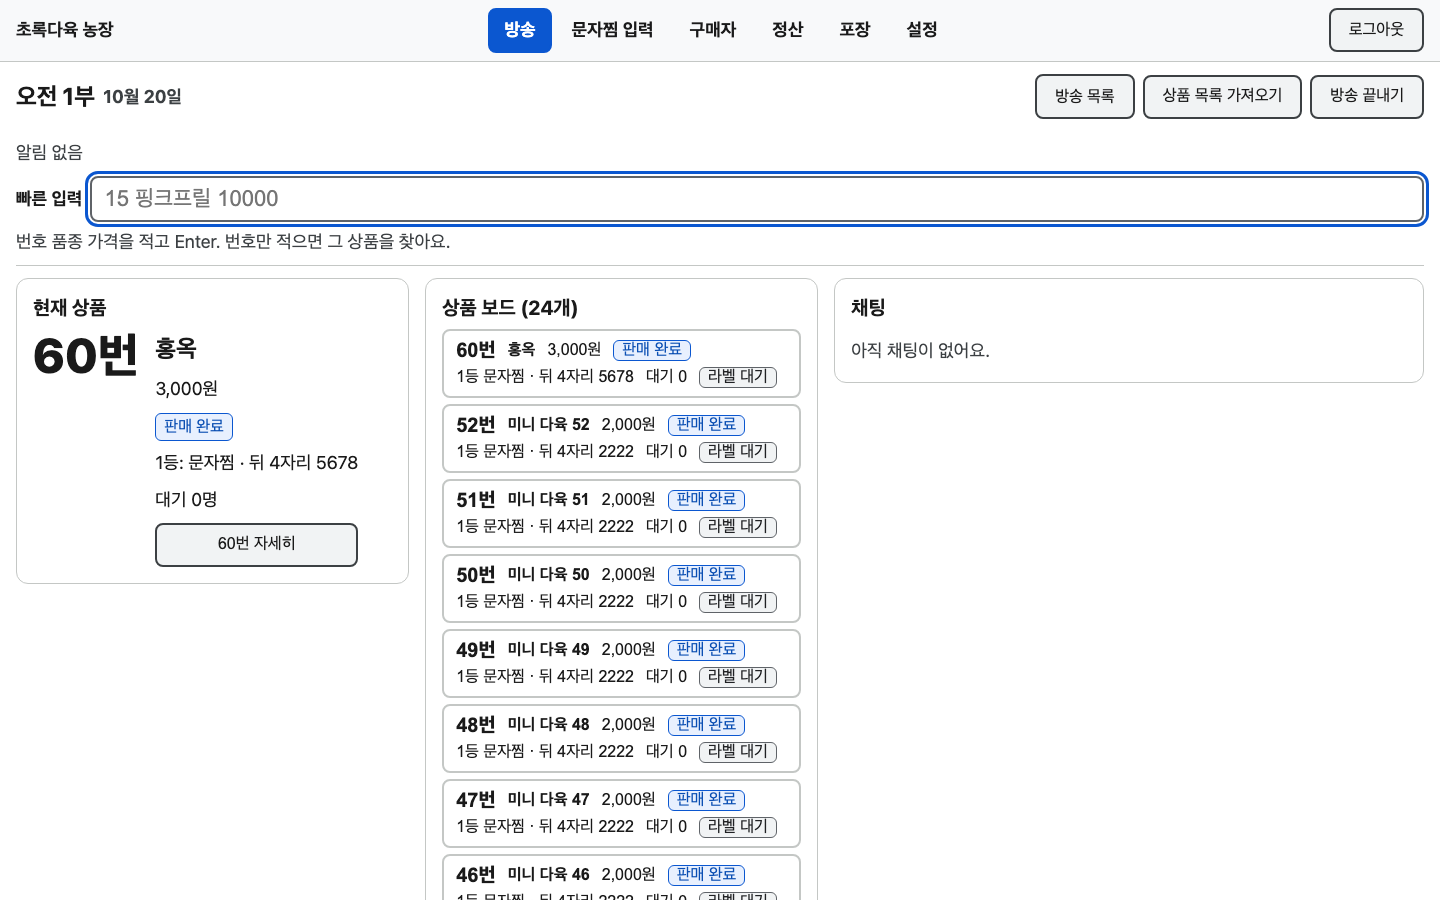 초록다육 농장
방송 문자찜 입력 구매자 정산 포장 설정
로그아웃
오전 1부 10월 20일
방송 목록 상품 목록 가져오기 방송 끝내기
알림 없음
빠른 입력 15 핑크프릴 10000
번호 품종 가격을 적고 Enter. 번호만 적으면 그 상품을 찾아요.
현재 상품
60번 홍옥
3,000원
판매 완료
1등: 문자찜 · 뒤 4자리 5678
대기 0명
60번 자세히
상품 보드 (24개)
60번 홍옥 3,000원 판매 완료
1등 문자찜 · 뒤 4자리 5678 대기 0 라벨 대기
52번 미니 다육 52 2,000원 판매 완료
1등 문자찜 · 뒤 4자리 2222 대기 0 라벨 대기
51번 미니 다육 51 2,000원 판매 완료
1등 문자찜 · 뒤 4자리 2222 대기 0 라벨 대기
50번 미니 다육 50 2,000원 판매 완료
1등 문자찜 · 뒤 4자리 2222 대기 0 라벨 대기
49번 미니 다육 49 2,000원 판매 완료
1등 문자찜 · 뒤 4자리 2222 대기 0 라벨 대기
48번 미니 다육 48 2,000원 판매 완료
1등 문자찜 · 뒤 4자리 2222 대기 0 라벨 대기
47번 미니 다육 47 2,000원 판매 완료
1등 문자찜 · 뒤 4자리 2222 대기 0 라벨 대기
46번 미니 다육 46 2,000원 판매 완료
1등 문자찜 · 뒤 4자리 2222 대기 0 라벨 대기
채팅
아직 채팅이 없어요.